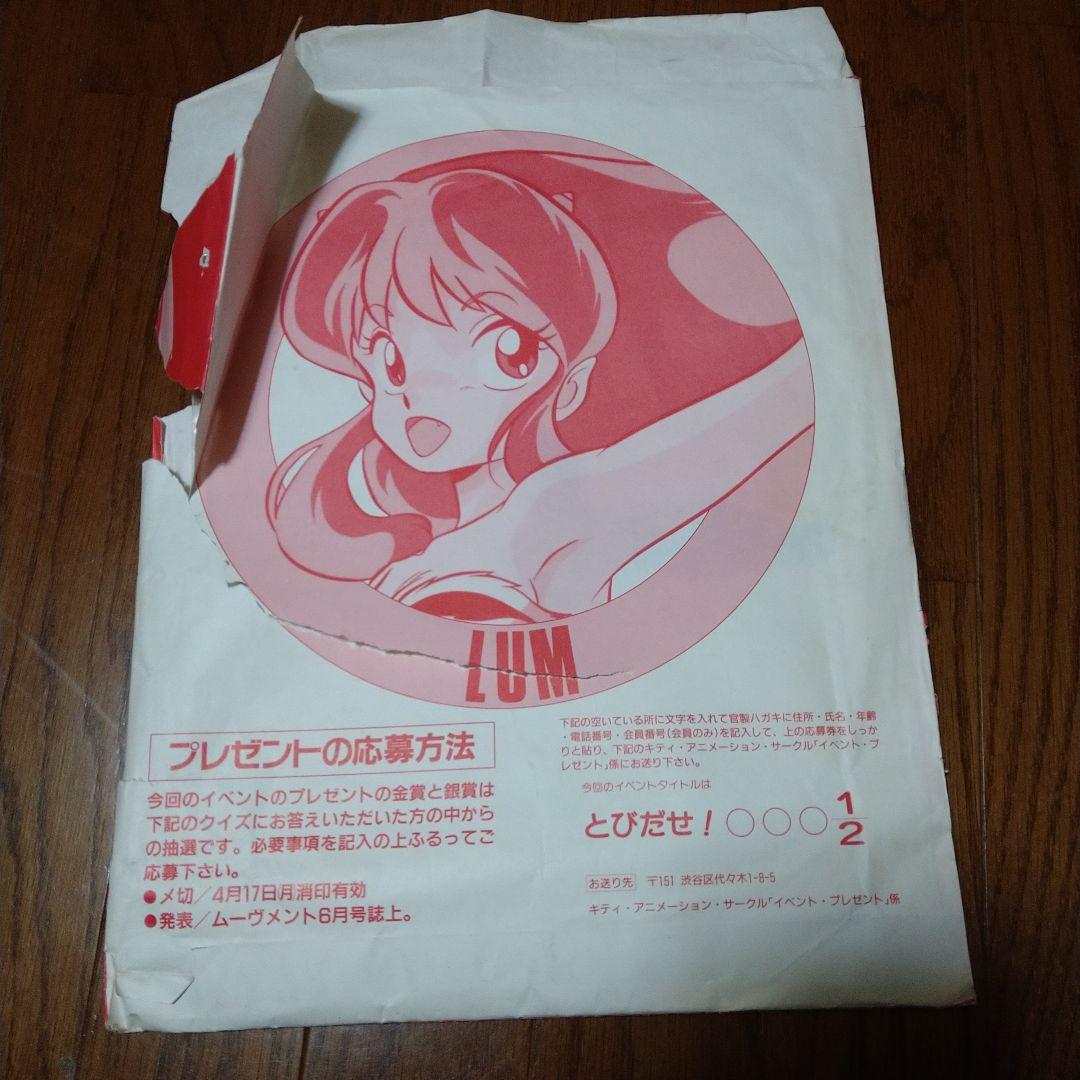 LUM
プレゼントの応募方法
今回のイベントのプレゼントの金賞と銀賞は
下記のクイズにお答えいただいた方の中から
の抽選です。必要事項を記入の上ふるってご
応募下さい。
●〆切/4月17日(月)消印有効
●発表/ムーヴメント6月号誌上。
下記の空いている所に文字を入れて官製ハガキに住所・氏名・年齢
・電話番号・会員番号(会員のみ)を記入して、上の応募券をしっか
りと貼り、下記のキティ・アニメーション・サークル「イベント・プ
レゼント」係にお送り下さい。
今回のイベントタイトルは
とびだせ!○○○1/2
お送り先 〒151 渋谷区代々木1-8-5
キティ・アニメーション・サークル「イベント・プレゼント」係